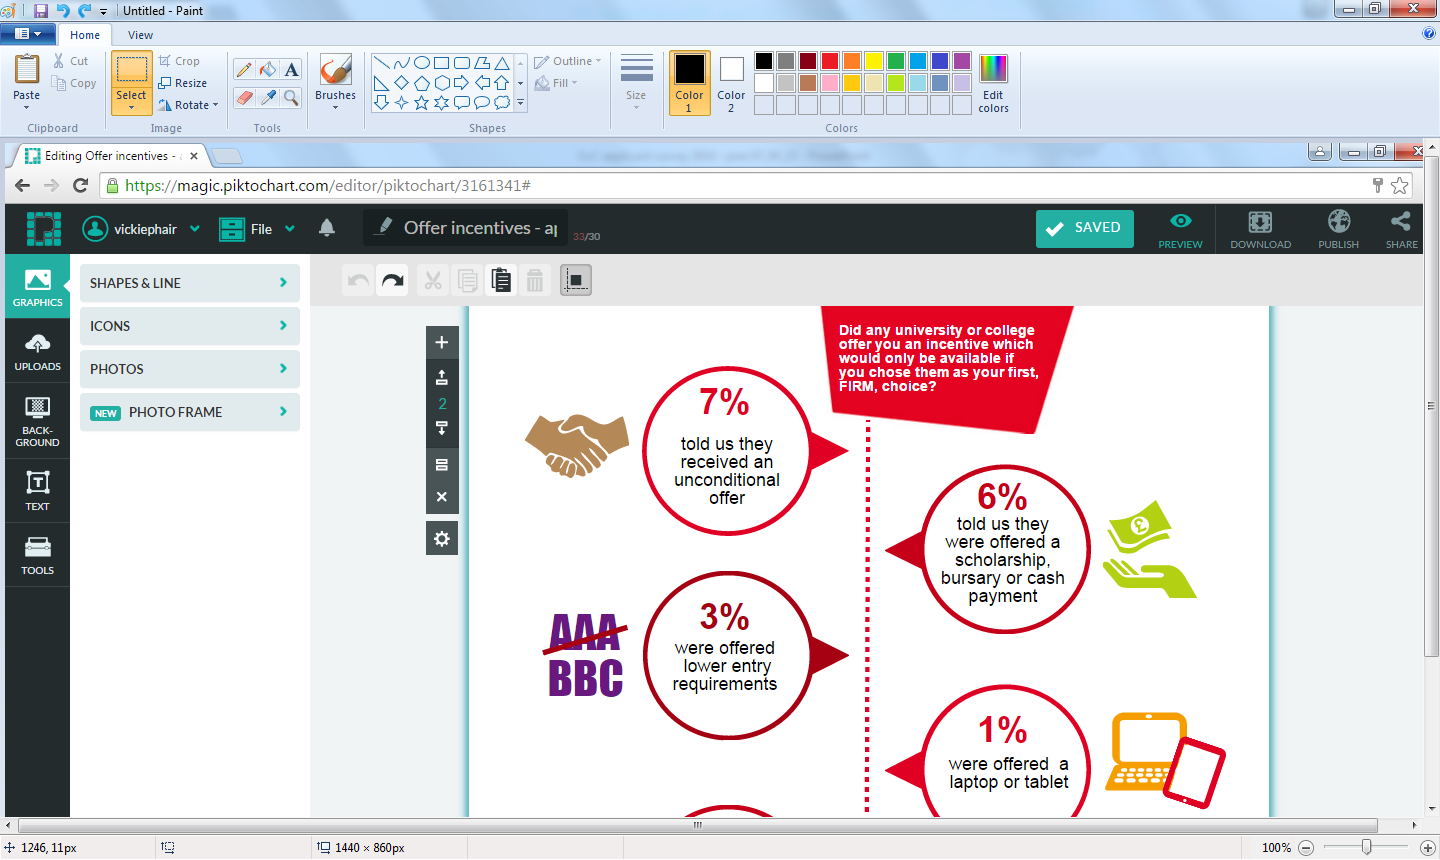 Untitled - Paint
Home
View
Paste
Cut
Copy
Clipboard
Select
Crop
Resize
Rotate
Image
A
Tools
Brushes
Outline
Fill
Shapes
Size
Color
1
Color
2
Edit
colors
Colors
Editing Offer incentives - a
https://magic.piktochart.com/editor/piktochart/3161341#
vickiephair
File
Offer incentives - ap
33/30
SAVED
PREVIEW
DOWNLOAD
PUBLISH
SHARE
GRAPHICS
UPLOADS
BACK-
GROUND
T
TEXT
TOOLS
SHAPES & LINE
ICONS
PHOTOS
NEW PHOTO FRAME
2
Did any university or college
offer you an incentive which
would only be available if
you chose them as your first,
FIRM, choice?
7%
told us they
received an
unconditional
offer
6%
told us they
were offered a
scholarship,
bursary or cash
payment
£
AAA
BBC
3%
were offered
lower entry
requirements
1%
were offered a
laptop or tablet
1246, 11px
1440 × 860px
100%